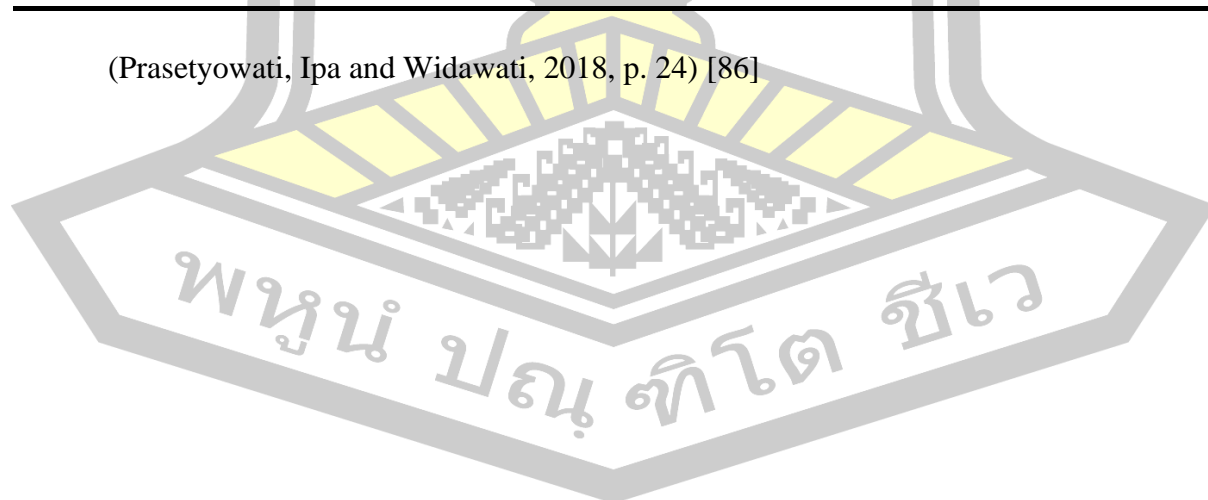 (Prasetyowati, Ipa and Widawati, 2018, p. 24) [86]
พหูนํ ปณฺฑิโต ชีเว